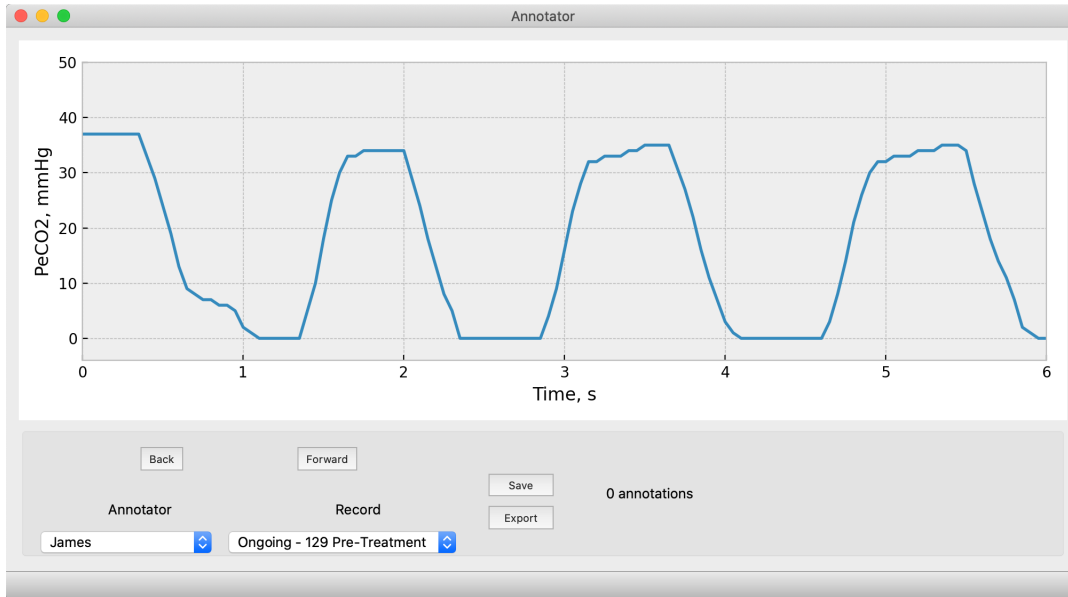 Annotator
50
40
30
20
10
0
PeCO2, mmHg
0 1 2 3 4 5 6
Time, s
Back Forward
Save
0 annotations
Annotator Record
Export
James Ongoing - 129 Pre-Treatment